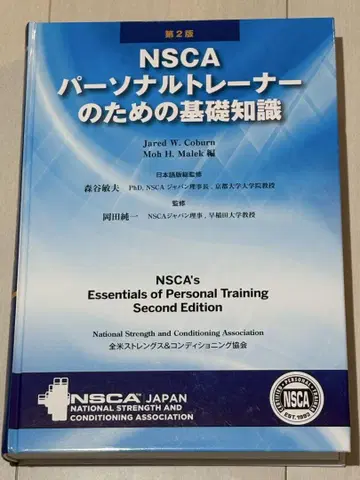 第2版
NSCA
パーソナルトレーナー
のための基礎知識
Jared W. Coburn
Moh H. Malek 編
日本語版総監修
森谷敏夫 PhD, NSCA ジャパン理事長, 京都大学大学院教授
監修
岡田純一 NSCAジャパン理事, 早稲田大学教授
NSCA's
Essentials of Personal Training
Second Edition
National Strength and Conditioning Association
全米ストレングス&コンディショニング協会
NSCA JAPAN
NATIONAL STRENGTH AND
CONDITIONING ASSOCIATION
CERTIFIED PERSONAL TRAINER
NSCA
EST. 1993